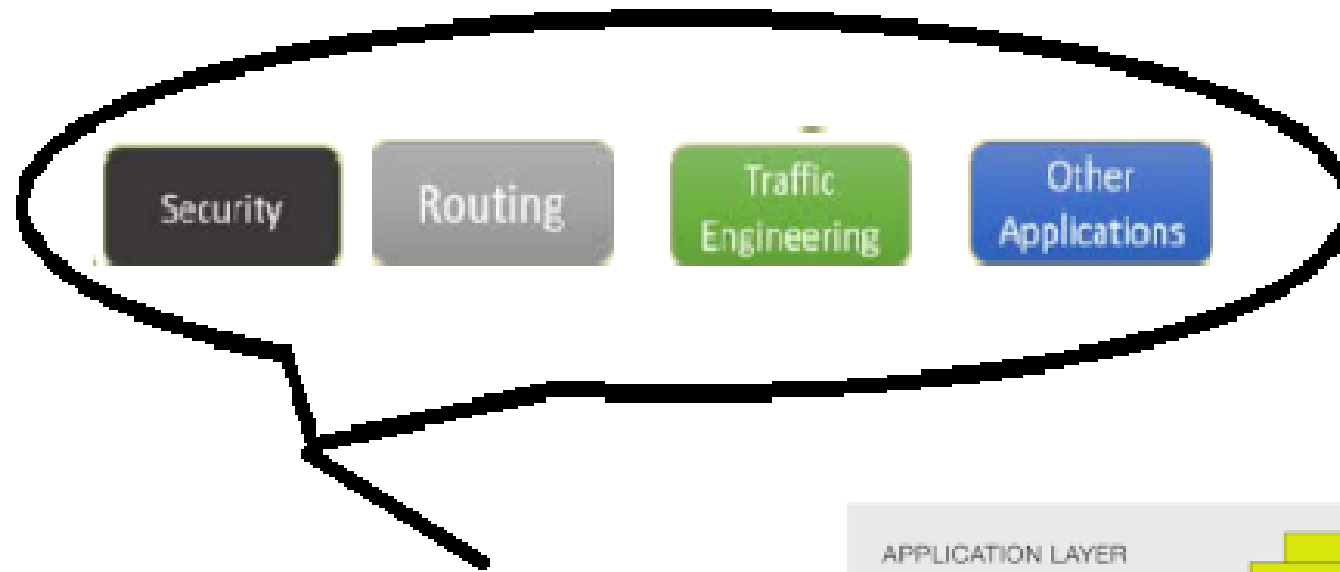 Security
Routing
Traffic
Engineering
Other
Applications
APPLICATION LAYER